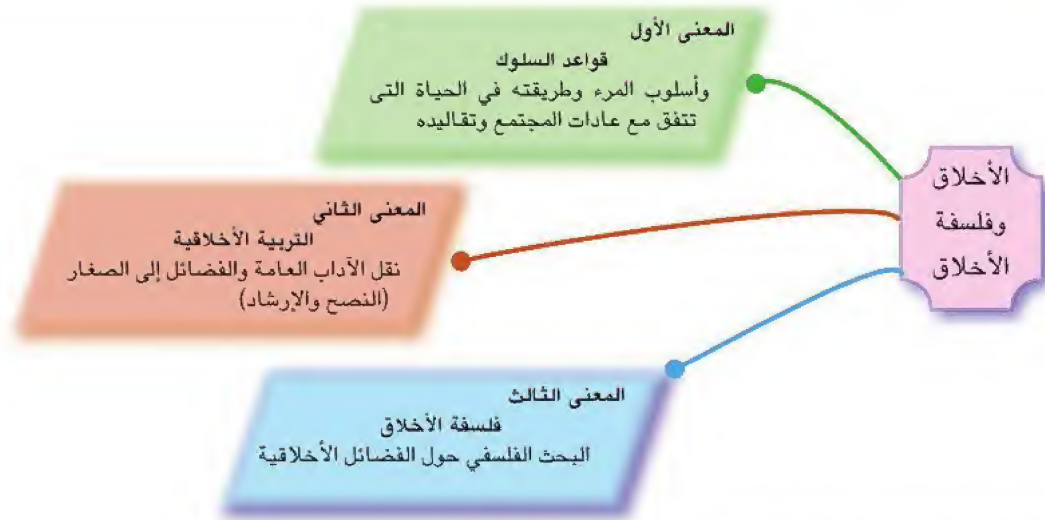 الأخلاق
وفلسفة
الأخلاق
المعنى الأول
قواعد السلوك
وأسلوب المرء وطريقته في الحياة التى
تتفق مع عادات المجتمع وتقاليده
المعنى الثاني
التربية الأخلاقية
نقل الآداب العامة والفضائل إلى الصغار
(النصح والإرشاد)
المعنى الثالث
فلسفة الأخلاق
البحث الفلسفي حول الفضائل الأخلاقية